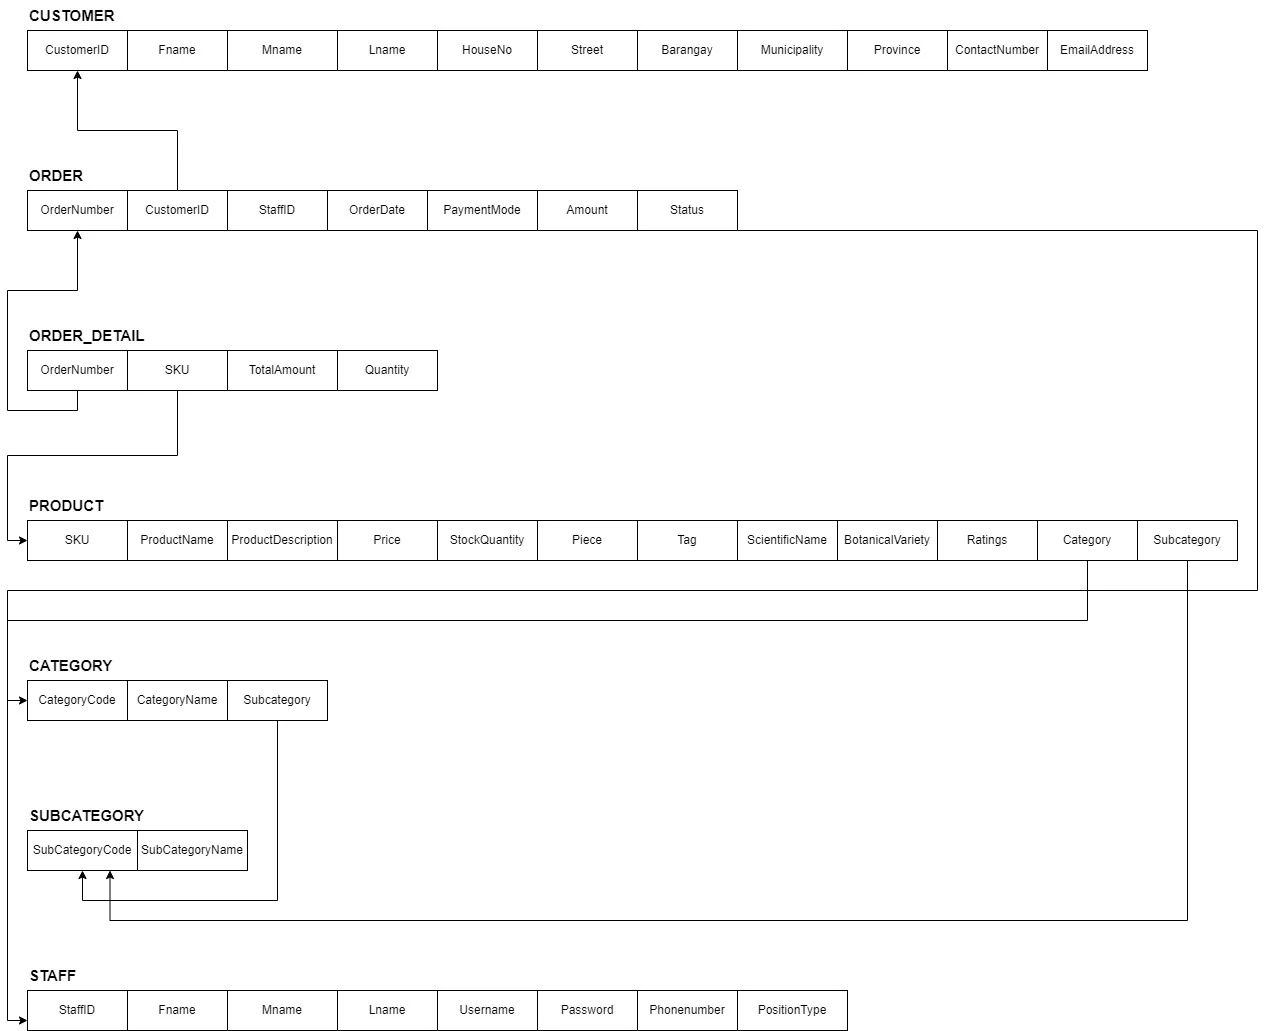 CUSTOMER
CustomerID Fname Mname Lname HouseNo Street Barangay Municipality Province ContactNumber EmailAddress
ORDER
OrderNumber CustomerID StaffID OrderDate PaymentMode Amount Status
ORDER_DETAIL
OrderNumber SKU TotalAmount Quantity
PRODUCT
SKU ProductName ProductDescription Price StockQuantity Piece Tag ScientificName BotanicalVariety Ratings Category Subcategory
CATEGORY
CategoryCode CategoryName Subcategory
SUBCATEGORY
SubCategoryCode SubCategoryName
STAFF
StaffID Fname Mname Lname Username Password Phonenumber PositionType